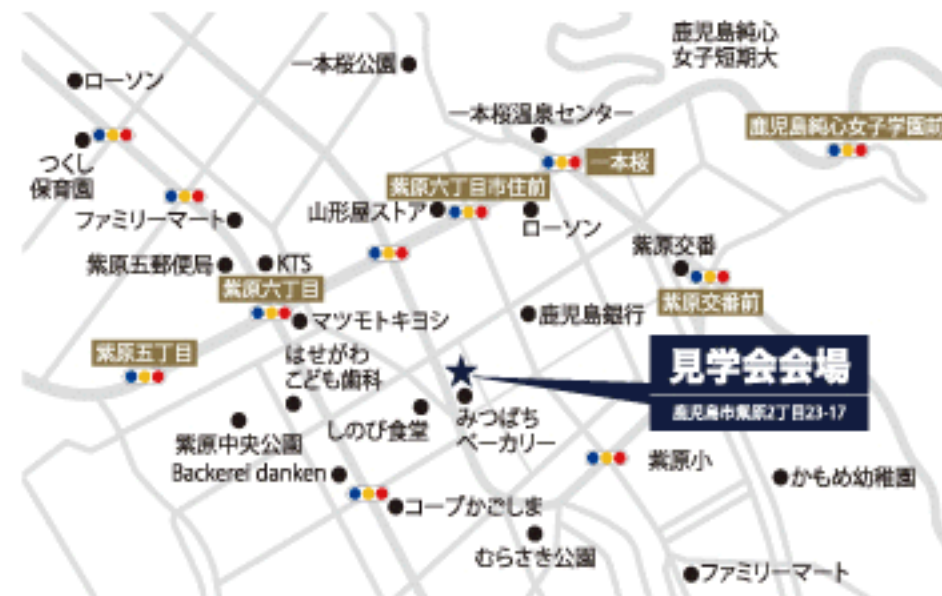 鹿児島純心
女子短期大
一本桜公園
ローソン
一本桜温泉センター
鹿児島純心女子学園前
つくし
保育園
一本桜
紫原六丁目市住前
ファミリーマート
山形屋ストア
ローソン
紫原交番
紫原五郵便局
KTS
紫原六丁目
紫原交番前
マツモトキヨシ
鹿児島銀行
紫原五丁目
はせがわ
こども歯科
見学会会場
鹿児島市紫原2丁目23-17
みつばち
ベーカリー
しのび食堂
紫原中央公園
紫原小
Backerei danken
かもめ幼稚園
コープかごしま
むらさき公園
ファミリーマート